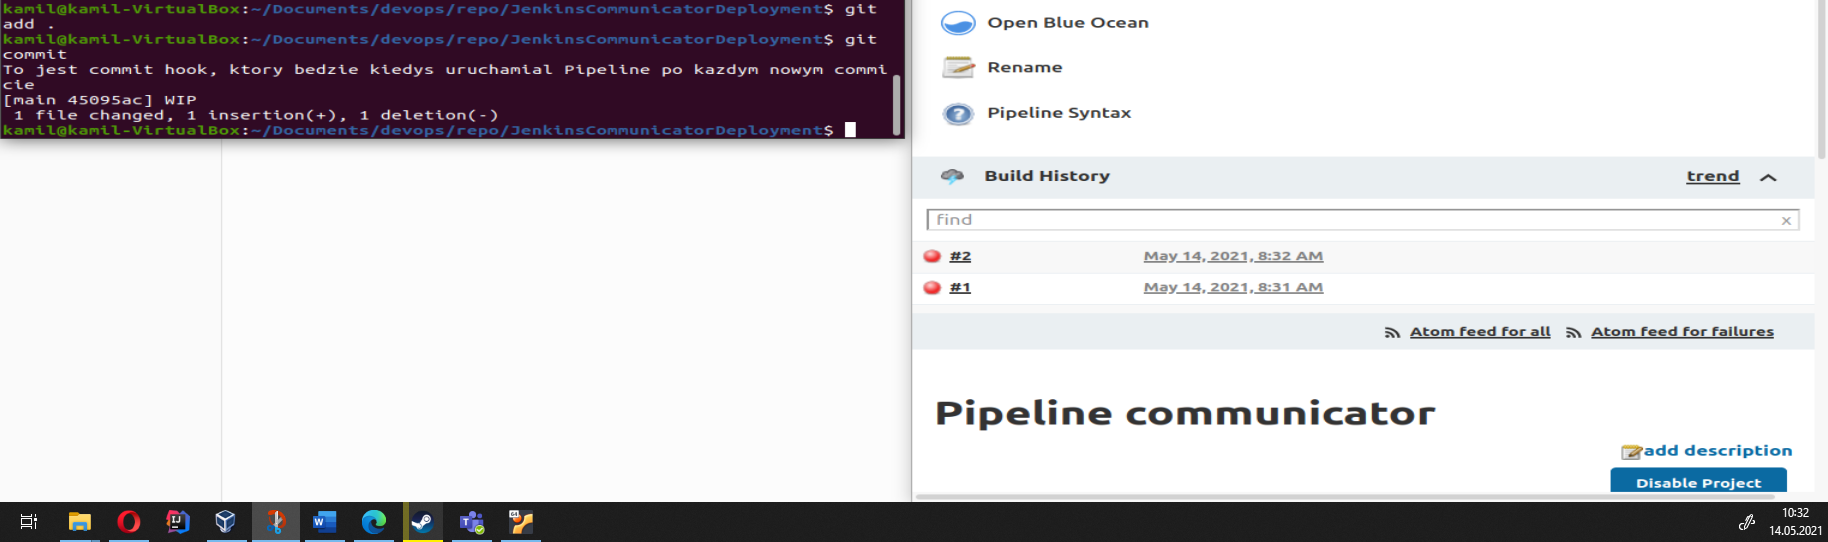 kamil@kamil-VirtualBox:~/Documents/devops/repo/JenkinsCommunicatorDeployment$ git
add .
kamil@kamil-VirtualBox:~/Documents/devops/repo/JenkinsCommunicatorDeployment$ git
commit
To jest commit hook, ktory bedzie kiedys uruchamial Pipeline po kazdym nowym commi
cie
[main 45095ac] WIP
1 file changed, 1 insertion(+), 1 deletion(-)
kamil@kamil-VirtualBox:~/Documents/devops/repo/JenkinsCommunicatorDeployment$
Open Blue Ocean
Rename
Pipeline Syntax
Build History
trend
find
x
#2 May 14, 2021, 8:32 AM
#1 May 14, 2021, 8:31 AM
Atom feed for all Atom feed for failures
Pipeline communicator
add description
Disable Project
10:32
14.05.2021